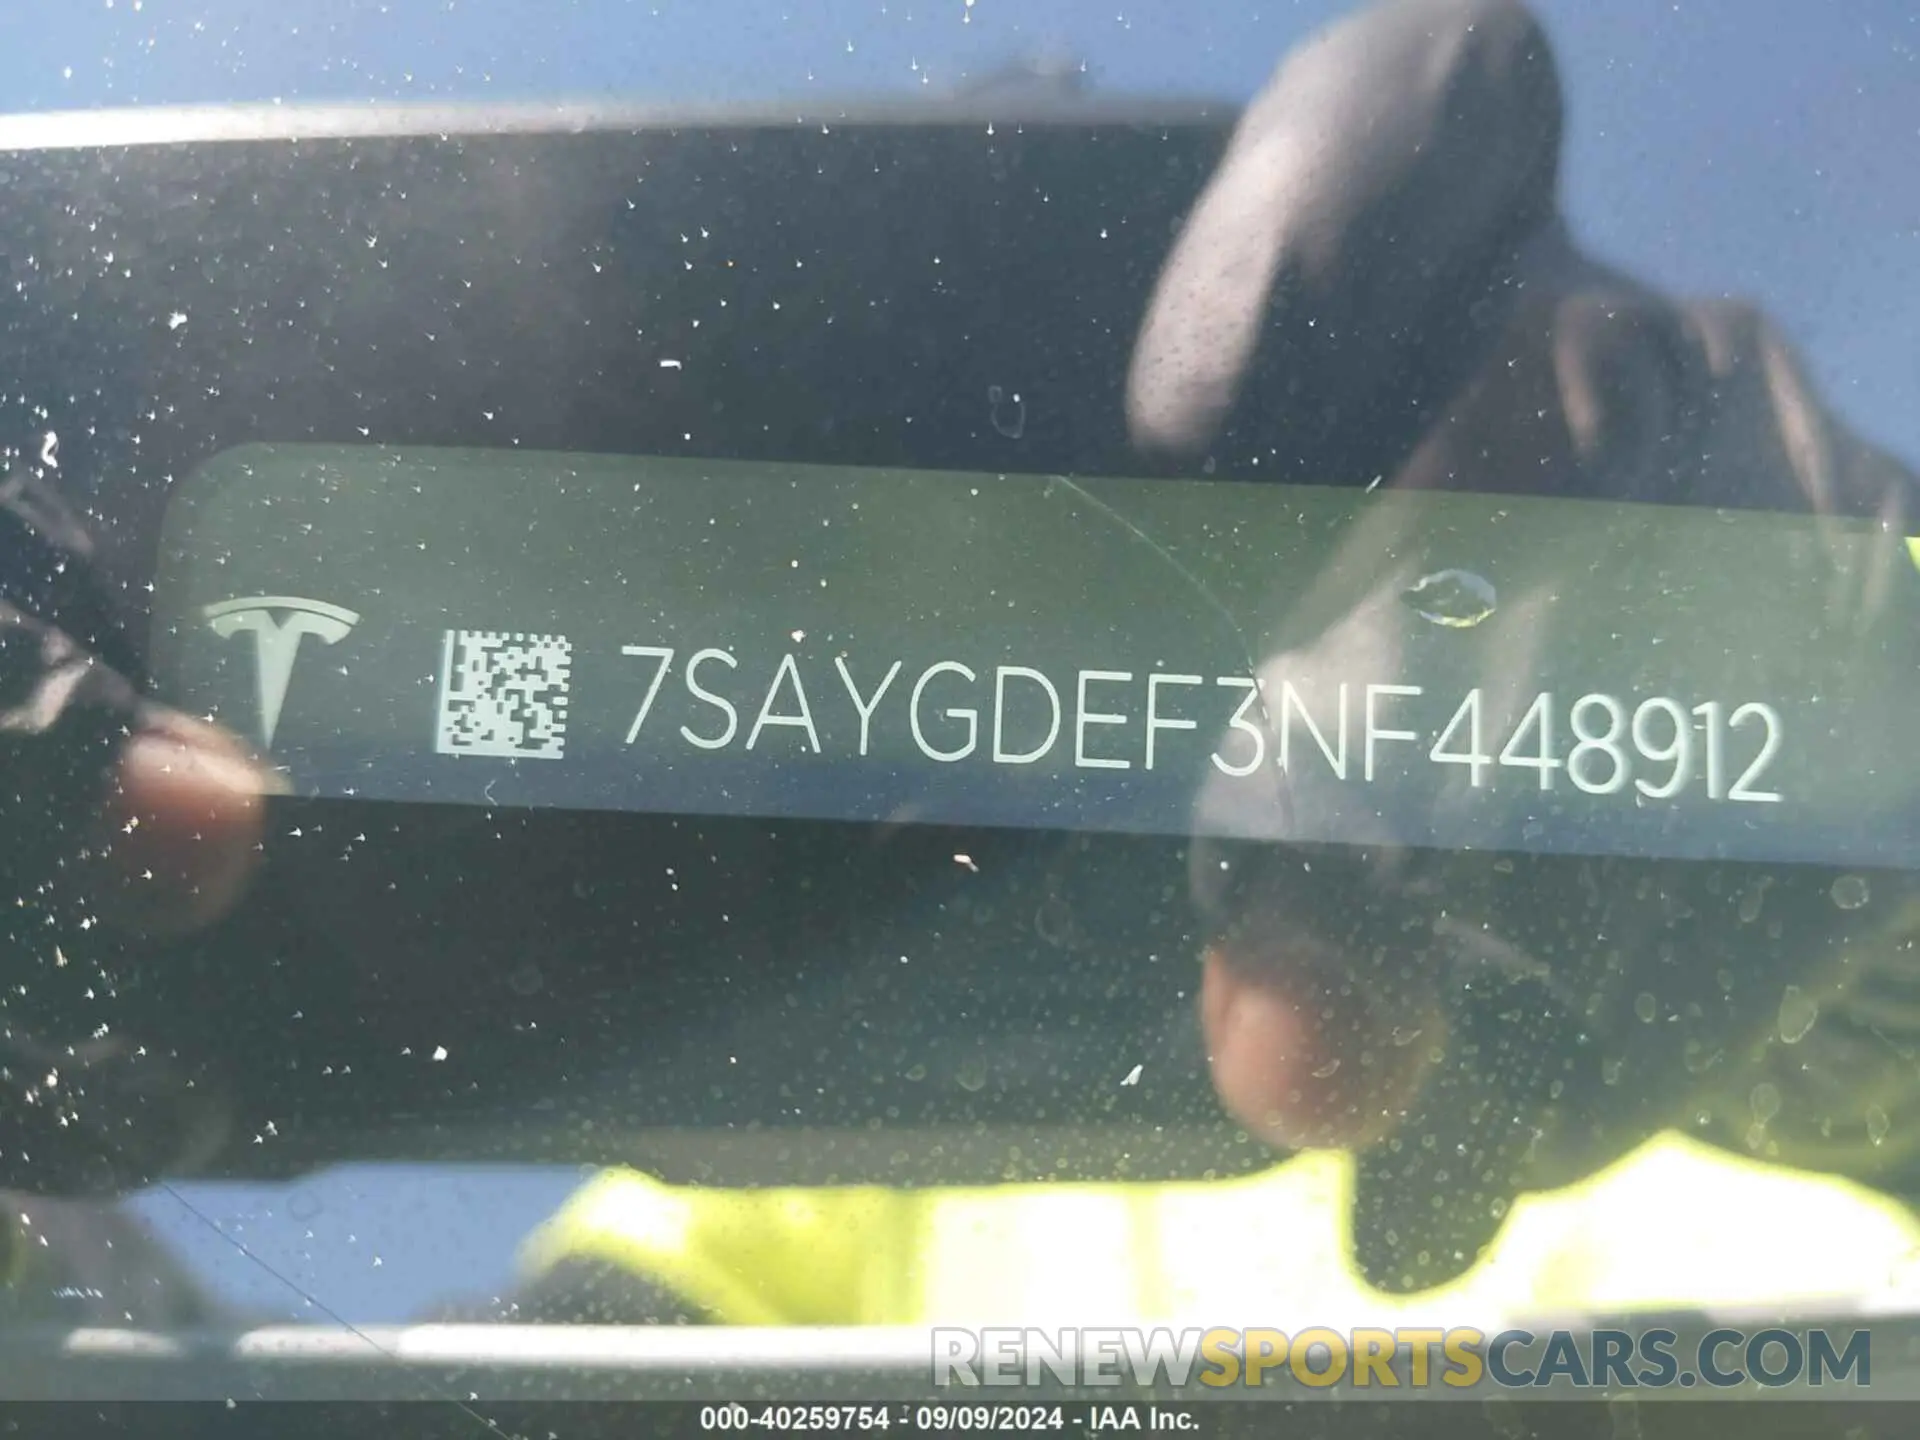 7SAYGDEF3NF448912
RENEWSPORTSCARS.COM
000-40259754 - 09/09/2024 - IAA Inc.